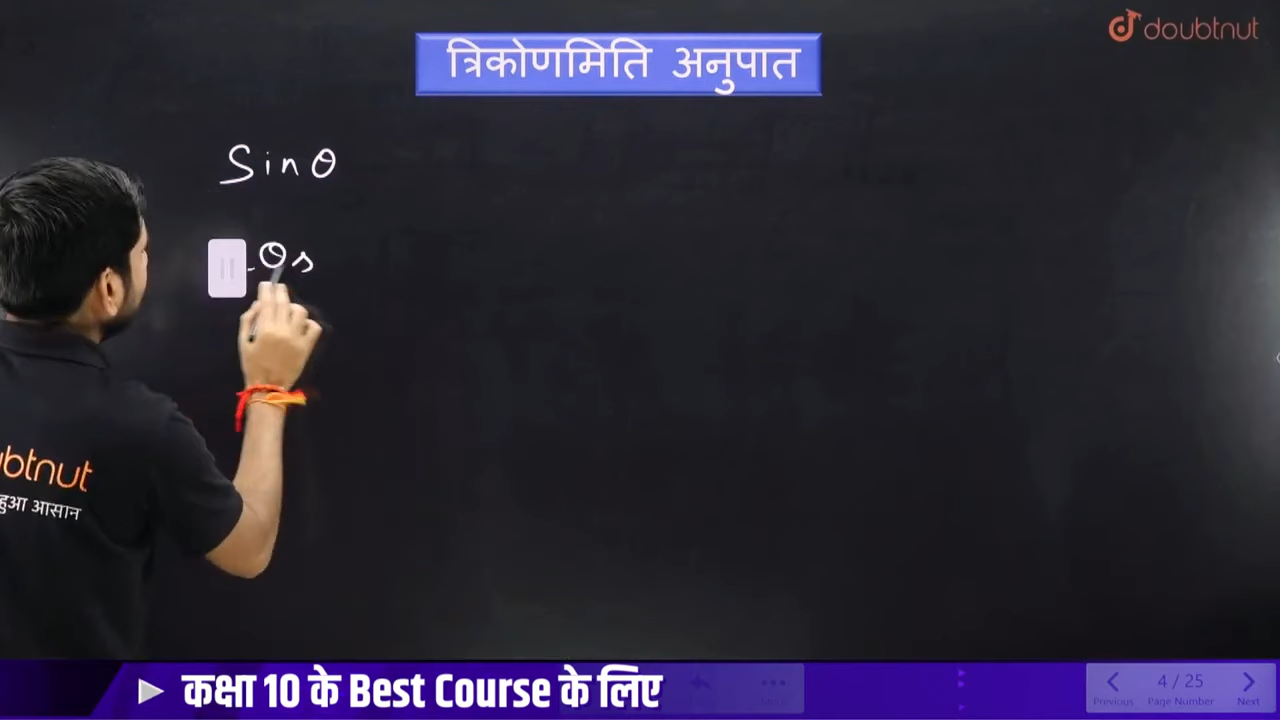 doubtnut
त्रिकोणमिति अनुपात
Sin θ
btnut
हुआ आसान
कक्षा 10 के Best Course के लिए
4 / 25
Previous Page Number Next